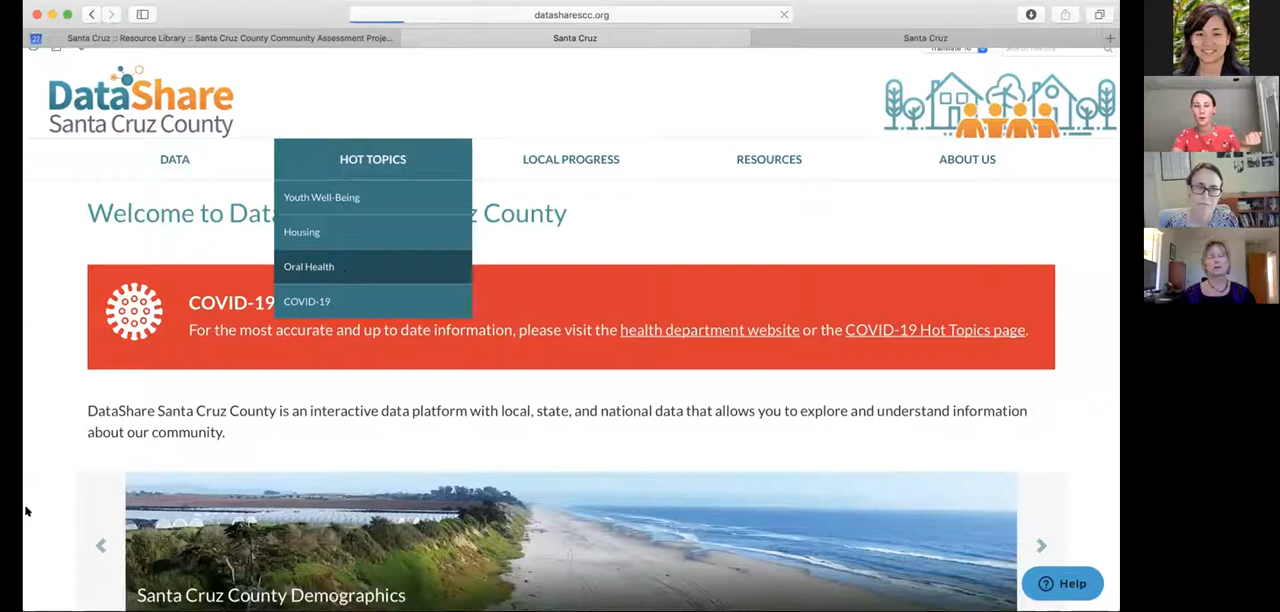 datasharescc.org
27
Santa Cruz :: Resource Library :: Santa Cruz County Community Assessment Proje...
Santa Cruz
Santa Cruz
DataShare
Santa Cruz County
DATA
HOT TOPICS
LOCAL PROGRESS
RESOURCES
ABOUT US
Youth Well-Being
Housing
Oral Health
COVID-19
Welcome to Dat
z County
COVID-19
For the most accurate and up to date information, please visit the health department website or the COVID-19 Hot Topics page.
DataShare Santa Cruz County is an interactive data platform with local, state, and national data that allows you to explore and understand information
about our community.
Santa Cruz County Demographics
Help